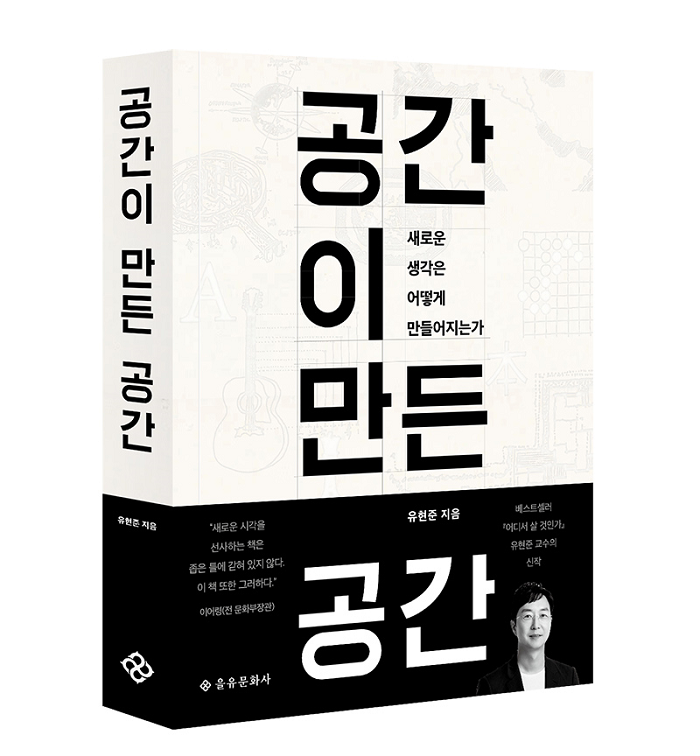 공간이 만든 공간
유현준 지음
공간
이
새로운
생각은
어떻게
만들어지는가
만든
공간
유현준 지음
베스트셀러
『어디서 살 것인가』
유현준 교수의
신작
“새로운 시각을
선사하는 책은
좁은 틀에 갇혀 있지 않다.
이 책 또한 그러하다.”
이어령(전 문화부장관)
을유문화사
A
本